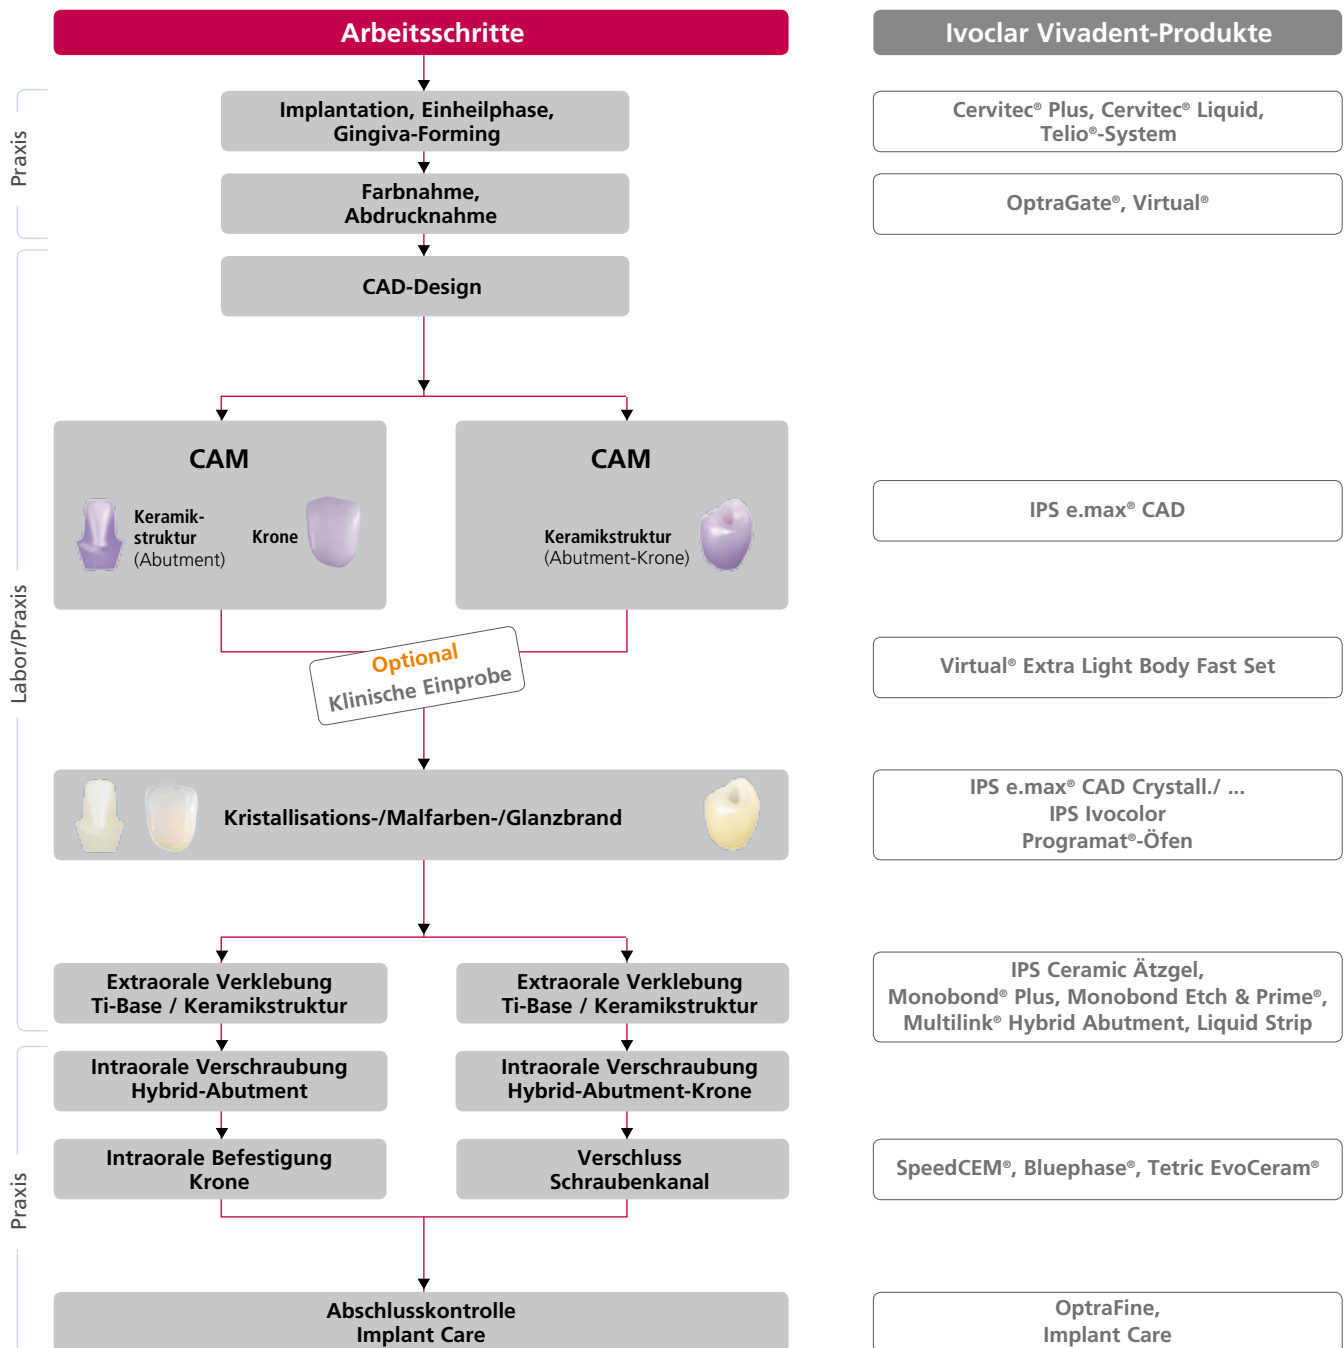 Arbeitsschritte
Ivoclar Vivadent-Produkte
Praxis
Implantation, Einheilphase,
Gingiva-Forming
Cervitec® Plus, Cervitec® Liquid,
Telio®-System
Farbnahme,
Abdrucknahme
OptraGate®, Virtual®
Labor/Praxis
CAD-Design
CAM
Keramik-
struktur
(Abutment)
Krone
CAM
Keramikstruktur
(Abutment-Krone)
IPS e.max® CAD
Optional
Klinische Einprobe
Virtual® Extra Light Body Fast Set
Kristallisations-/Malfarben-/Glanzbrand
IPS e.max® CAD Crystall./ ...
IPS Ivocolor
Programat®-Öfen
Extraorale Verklebung
Ti-Base / Keramikstruktur
Extraorale Verklebung
Ti-Base / Keramikstruktur
IPS Ceramic Ätzgel,
Monobond® Plus, Monobond Etch & Prime®,
Multilink® Hybrid Abutment, Liquid Strip
Praxis
Intraorale Verschraubung
Hybrid-Abutment
Intraorale Verschraubung
Hybrid-Abutment-Krone
Intraorale Befestigung
Krone
Verschluss
Schraubenkanal
SpeedCEM®, Bluephase®, Tetric EvoCeram®
Abschlusskontrolle
Implant Care
OptraFine,
Implant Care